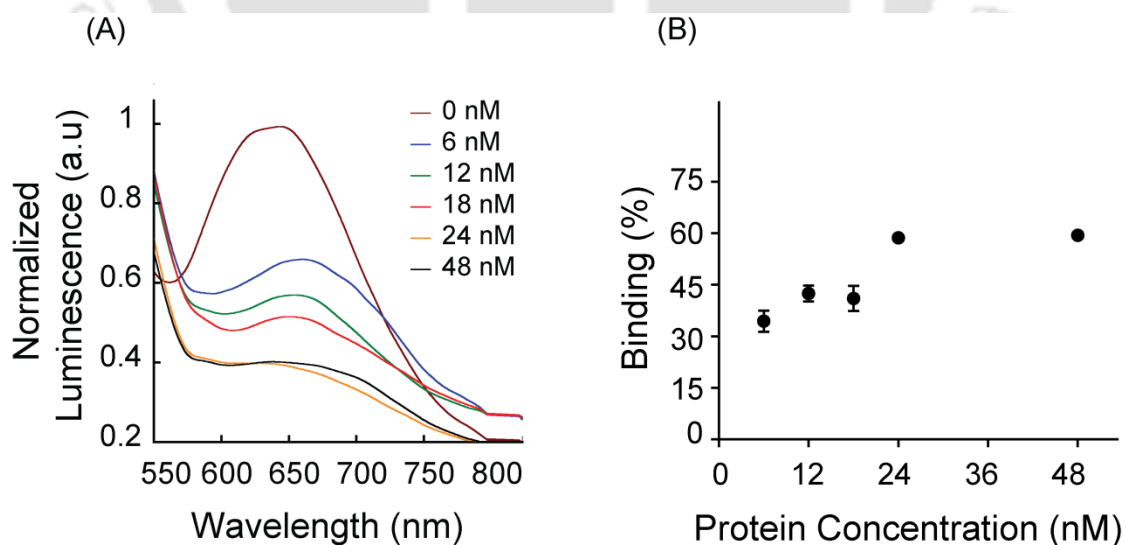 (A)
(B)
Normalized
Luminescence (a.u)
1
0.8
0.6
0.4
0.2
0 nM
6 nM
12 nM
18 nM
24 nM
48 nM
550 600 650 700 750 800
Wavelength (nm)
Binding (%)
75
60
45
30
15
0
0 12 24 36 48
Protein Concentration (nM)